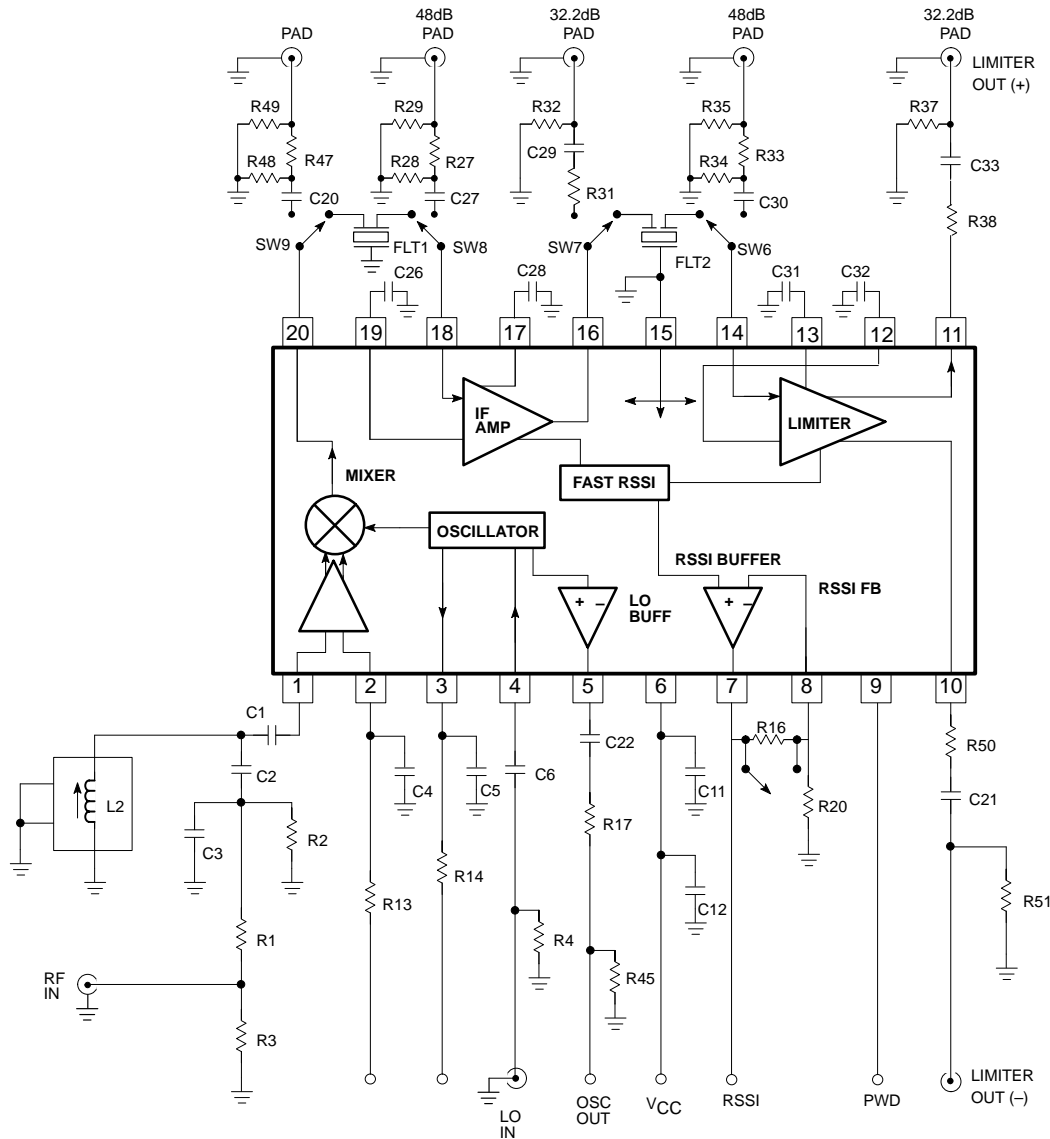 48dB
32.2dB
48dB
32.2dB
PAD
PAD
PAD
PAD
PAD
LIMITER
OUT (+)
R49
R29
R32
R35
R37
R48
R47
R28
R27
C29
R34
R33
C33
C20
C27
R31
C30
R38
SW9
FLT1
SW8
SW7
FLT2
SW6
C26
C28
C31
C32
20
19
18
17
16
15
14
13
12
11
IF
AMP
LIMITER
MIXER
FAST RSSI
OSCILLATOR
RSSI BUFFER
+ –
LO
BUFF
+ –
RSSI FB
1
2
3
4
5
6
7
8
9
10
C1
C2
L2
C3
R2
C4
C5
C6
C22
C11
R16
R50
C21
R17
R20
R13
R14
C12
R51
R1
R4
R45
RF
IN
R3
LO
IN
OSC
OUT
VCC
RSSI
PWD
LIMITER
OUT (–)